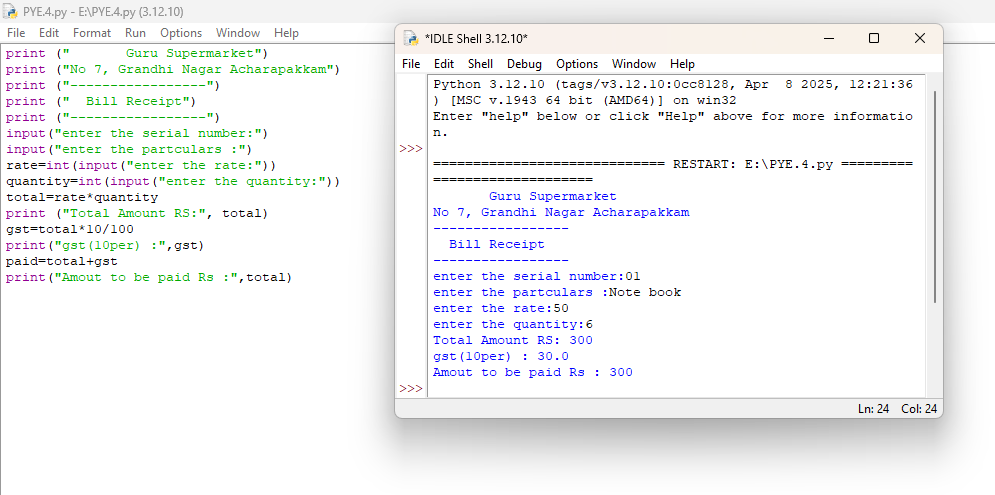 PYE.4.py - E:\PYE.4.py (3.12.10)
File Edit Format Run Options Window Help
print ("       Guru Supermarket")
print ("No 7, Grandhi Nagar Acharapakkam")
print ("-----------------")
print ("  Bill Receipt")
print ("-----------------")
input("enter the serial number:")
input("enter the partculars :")
rate=int(input("enter the rate:"))
quantity=int(input("enter the quantity:"))
total=rate*quantity
print ("Total Amount RS:", total)
gst=total*10/100
print("gst(10per) :",gst)
paid=total+gst
print("Amout to be paid Rs :",total)
*IDLE Shell 3.12.10*
File Edit Shell Debug Options Window Help
Python 3.12.10 (tags/v3.12.10:0cc8128, Apr  8 2025, 12:21:36
) [MSC v.1943 64 bit (AMD64)] on win32
Enter "help" below or click "Help" above for more informatio
n.
>>>
============================= RESTART: E:\PYE.4.py =========
====================
       Guru Supermarket
No 7, Grandhi Nagar Acharapakkam
-----------------
  Bill Receipt
-----------------
enter the serial number:01
enter the partculars :Note book
enter the rate:50
enter the quantity:6
Total Amount RS: 300
gst(10per) : 30.0
Amout to be paid Rs : 300
>>>
Ln: 24 Col: 24